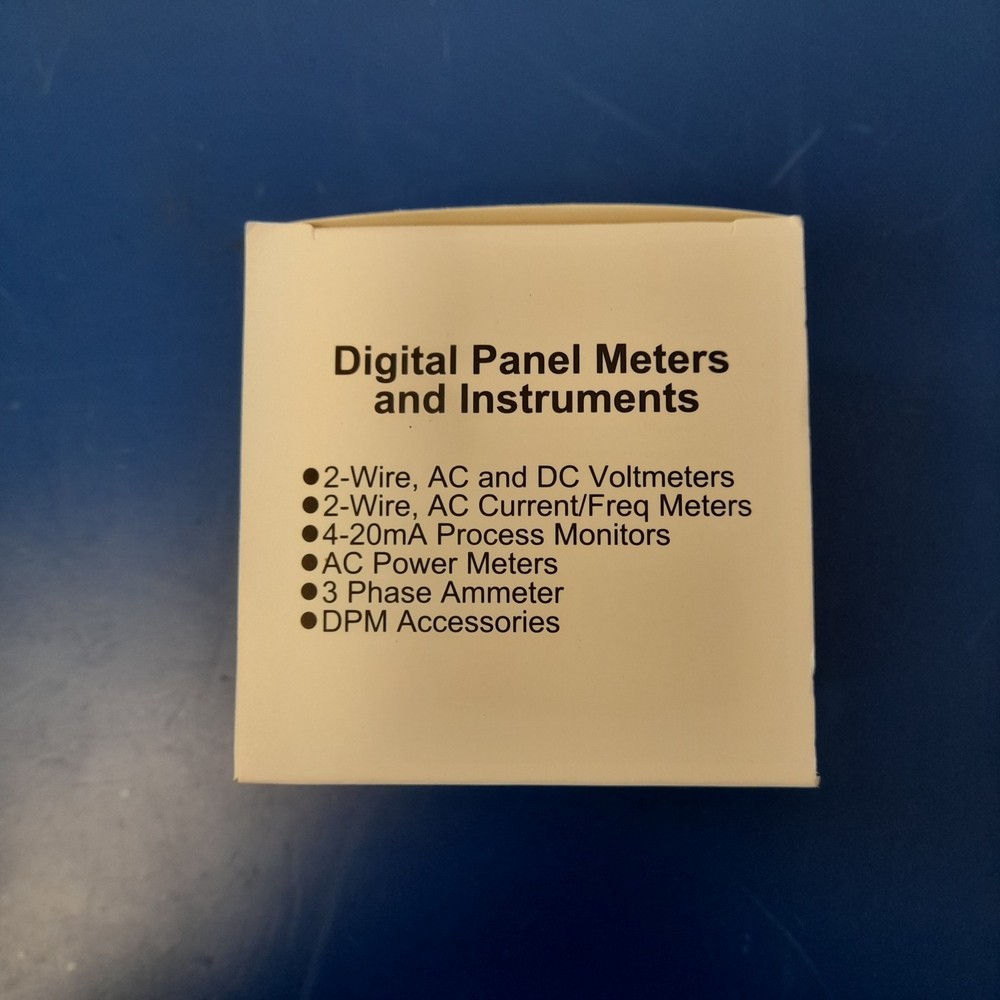 Digital Panel Meters
and Instruments
●2-Wire, AC and DC Voltmeters
●2-Wire, AC Current/Freq Meters
●4-20mA Process Monitors
●AC Power Meters
●3 Phase Ammeter
●DPM Accessories